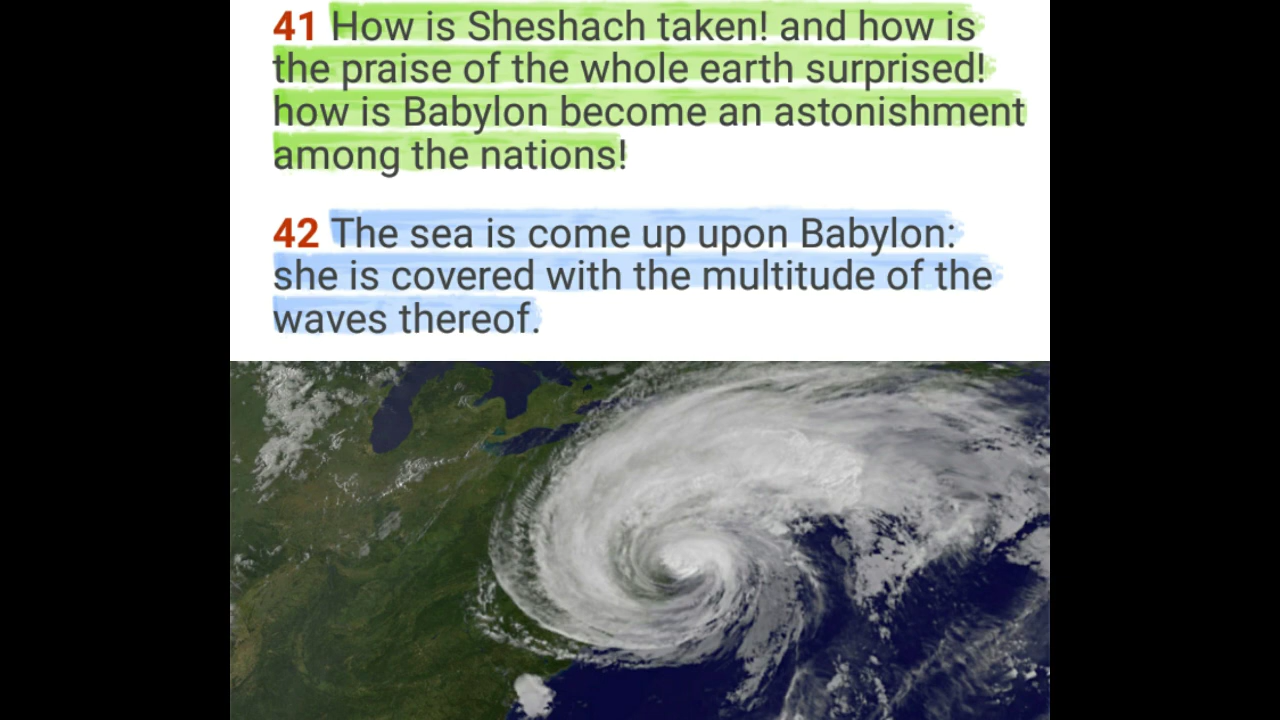 41 How is Sheshach taken! and how is
the praise of the whole earth surprised!
how is Babylon become an astonishment
among the nations!
42 The sea is come up upon Babylon:
she is covered with the multitude of the
waves thereof.